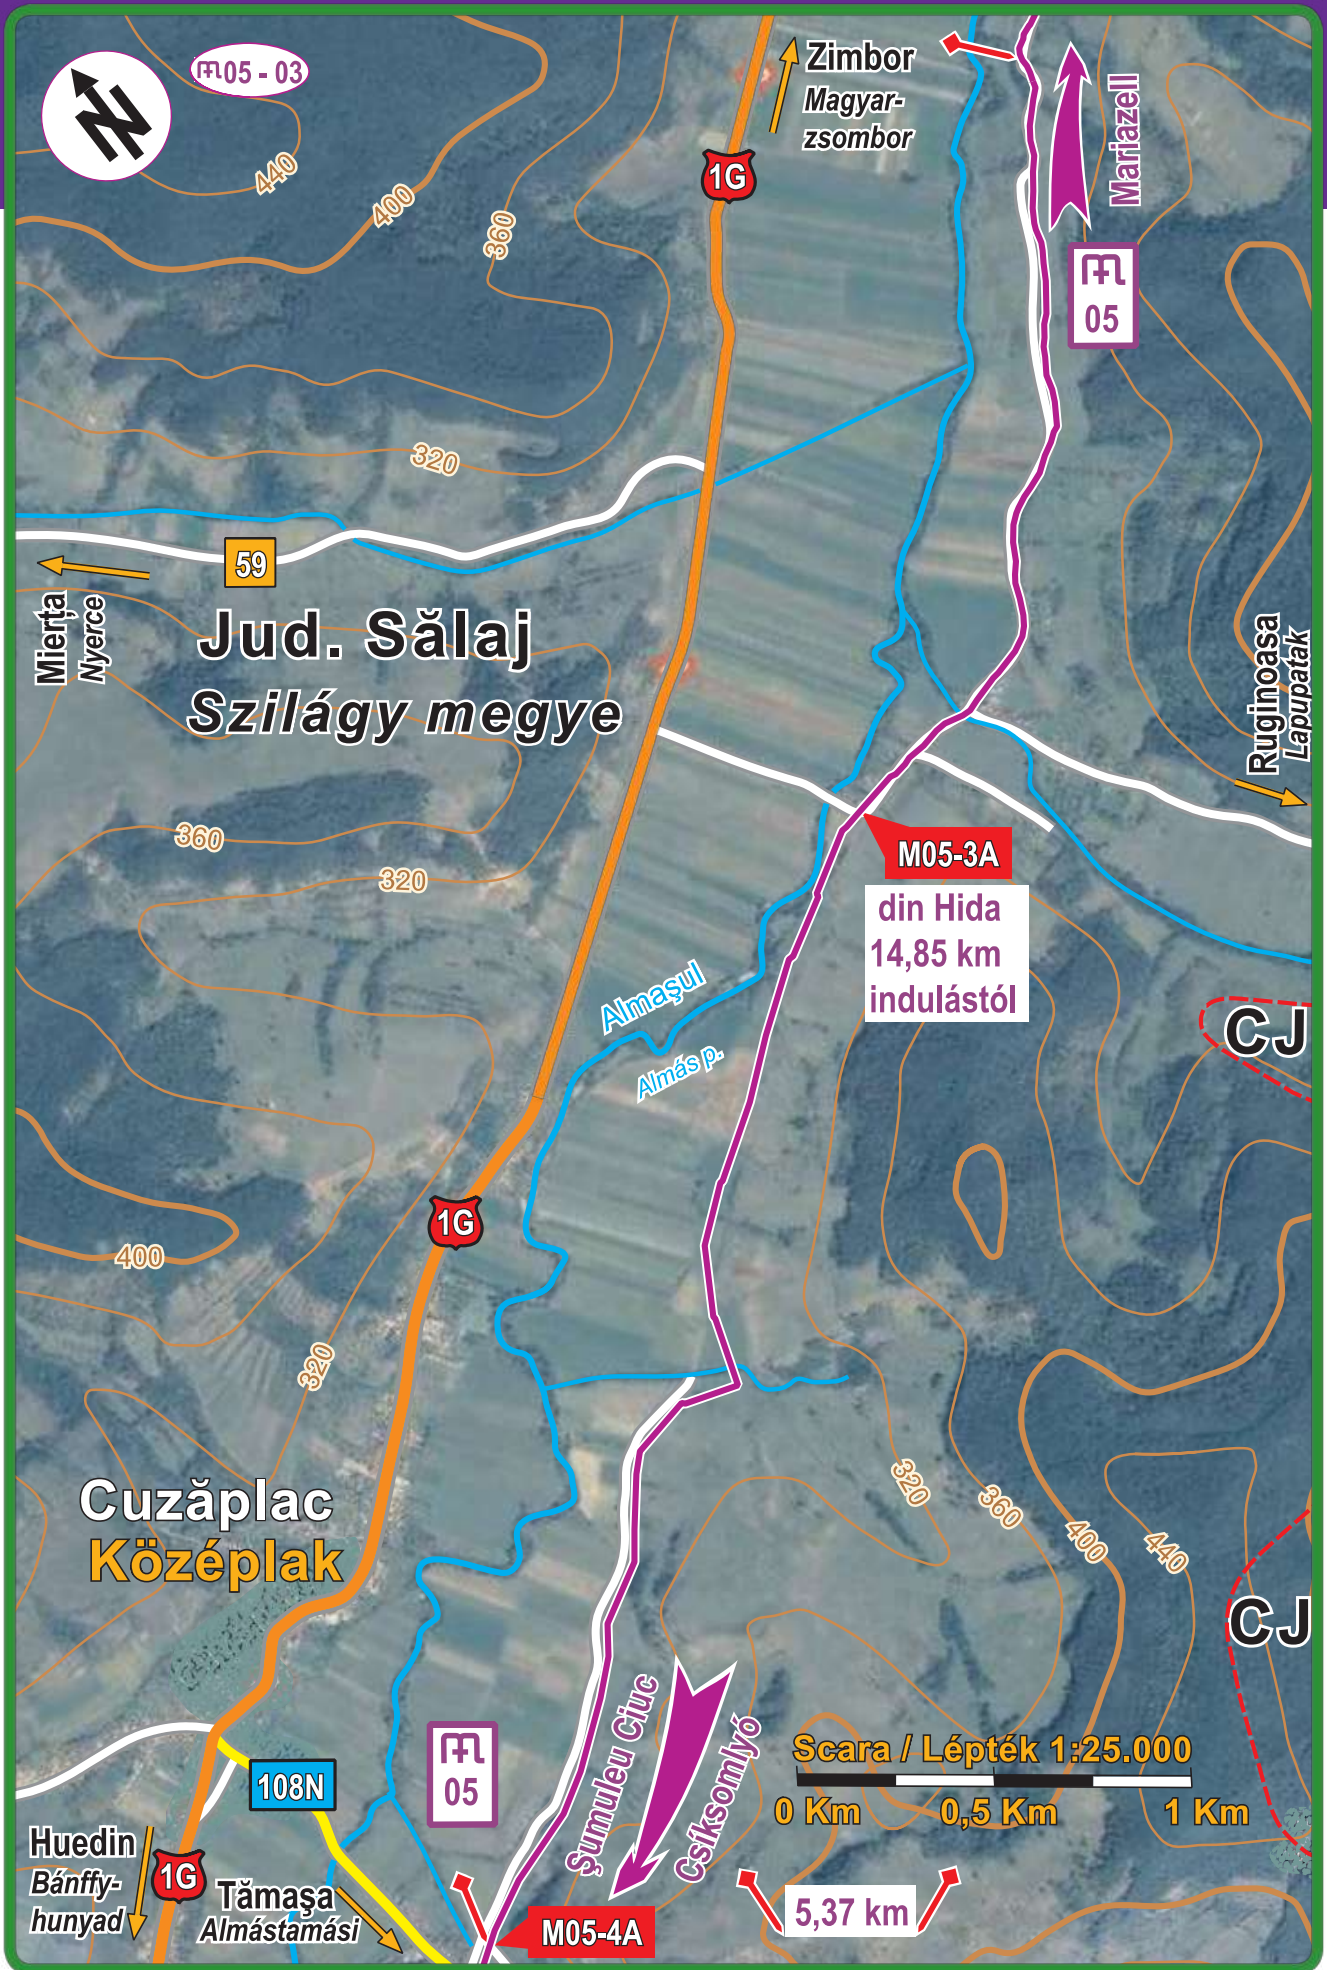 05 - 03
Zimbor
Magyar-
zsombor
Mariazell
440
400
360
1G
05
320
59
Mierța
Nyerce
Jud. Sălaj
Szilágy megye
Ruginoasa
Lapupatak
360
320
M05-3A
din Hida
14,85 km
indulástól
Almaşul
Almás p.
CJ
1G
400
320
Cuzăplac
Középlak
320
360
400
440
CJ
05
Şumuleu Ciuc
Csíksomlyó
Scara / Lépték 1:25.000
0 Km 0,5 Km 1 Km
108N
Huedin
Bánffy-
hunyad
1G
Tămaşa
Almástamási
M05-4A
5,37 km